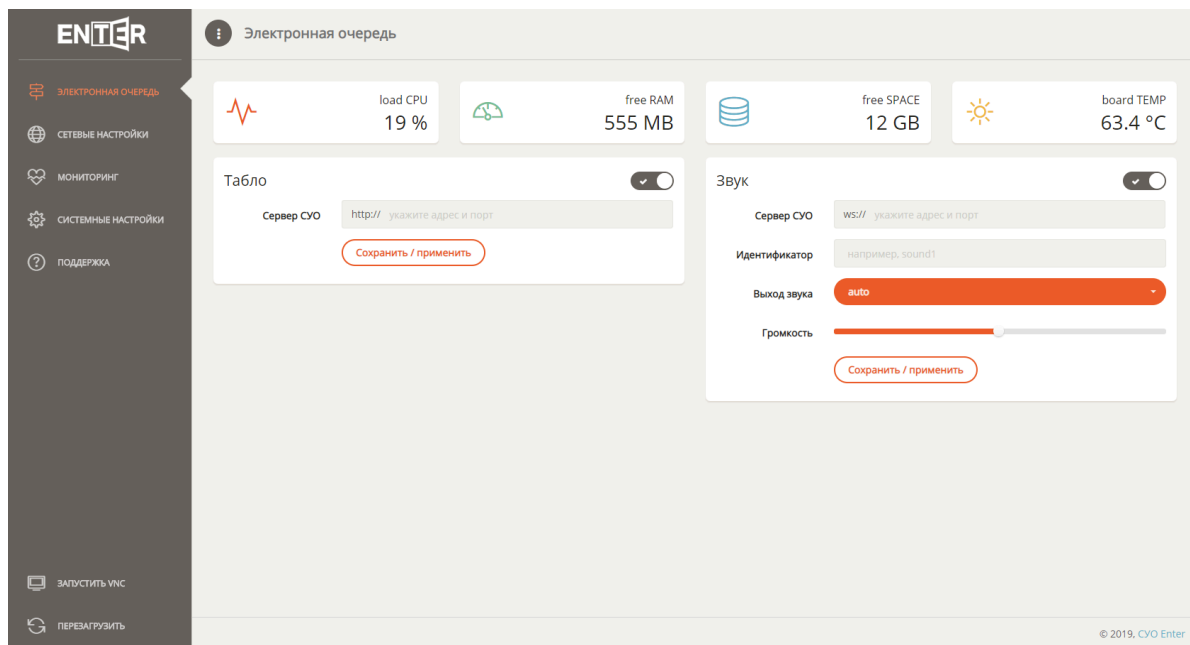 ENTER
Электронная очередь
ЭЛЕКТРОННАЯ ОЧЕРЕДЬ
СЕТЕВЫЕ НАСТРОЙКИ
МОНИТОРИНГ
СИСТЕМНЫЕ НАСТРОЙКИ
ПОДДЕРЖКА
ЗАПУСТИТЬ VNC
ПЕРЕЗАГРУЗИТЬ
load CPU
19 %
free RAM
555 MB
free SPACE
12 GB
board TEMP
63.4 °C
Табло
Сервер СУО http:// укажите адрес и порт
Сохранить / применить
Звук
Сервер СУО ws:// укажите адрес и порт
Идентификатор например, sound1
Выход звука auto
Громкость
Сохранить / применить
© 2019, СУО Enter